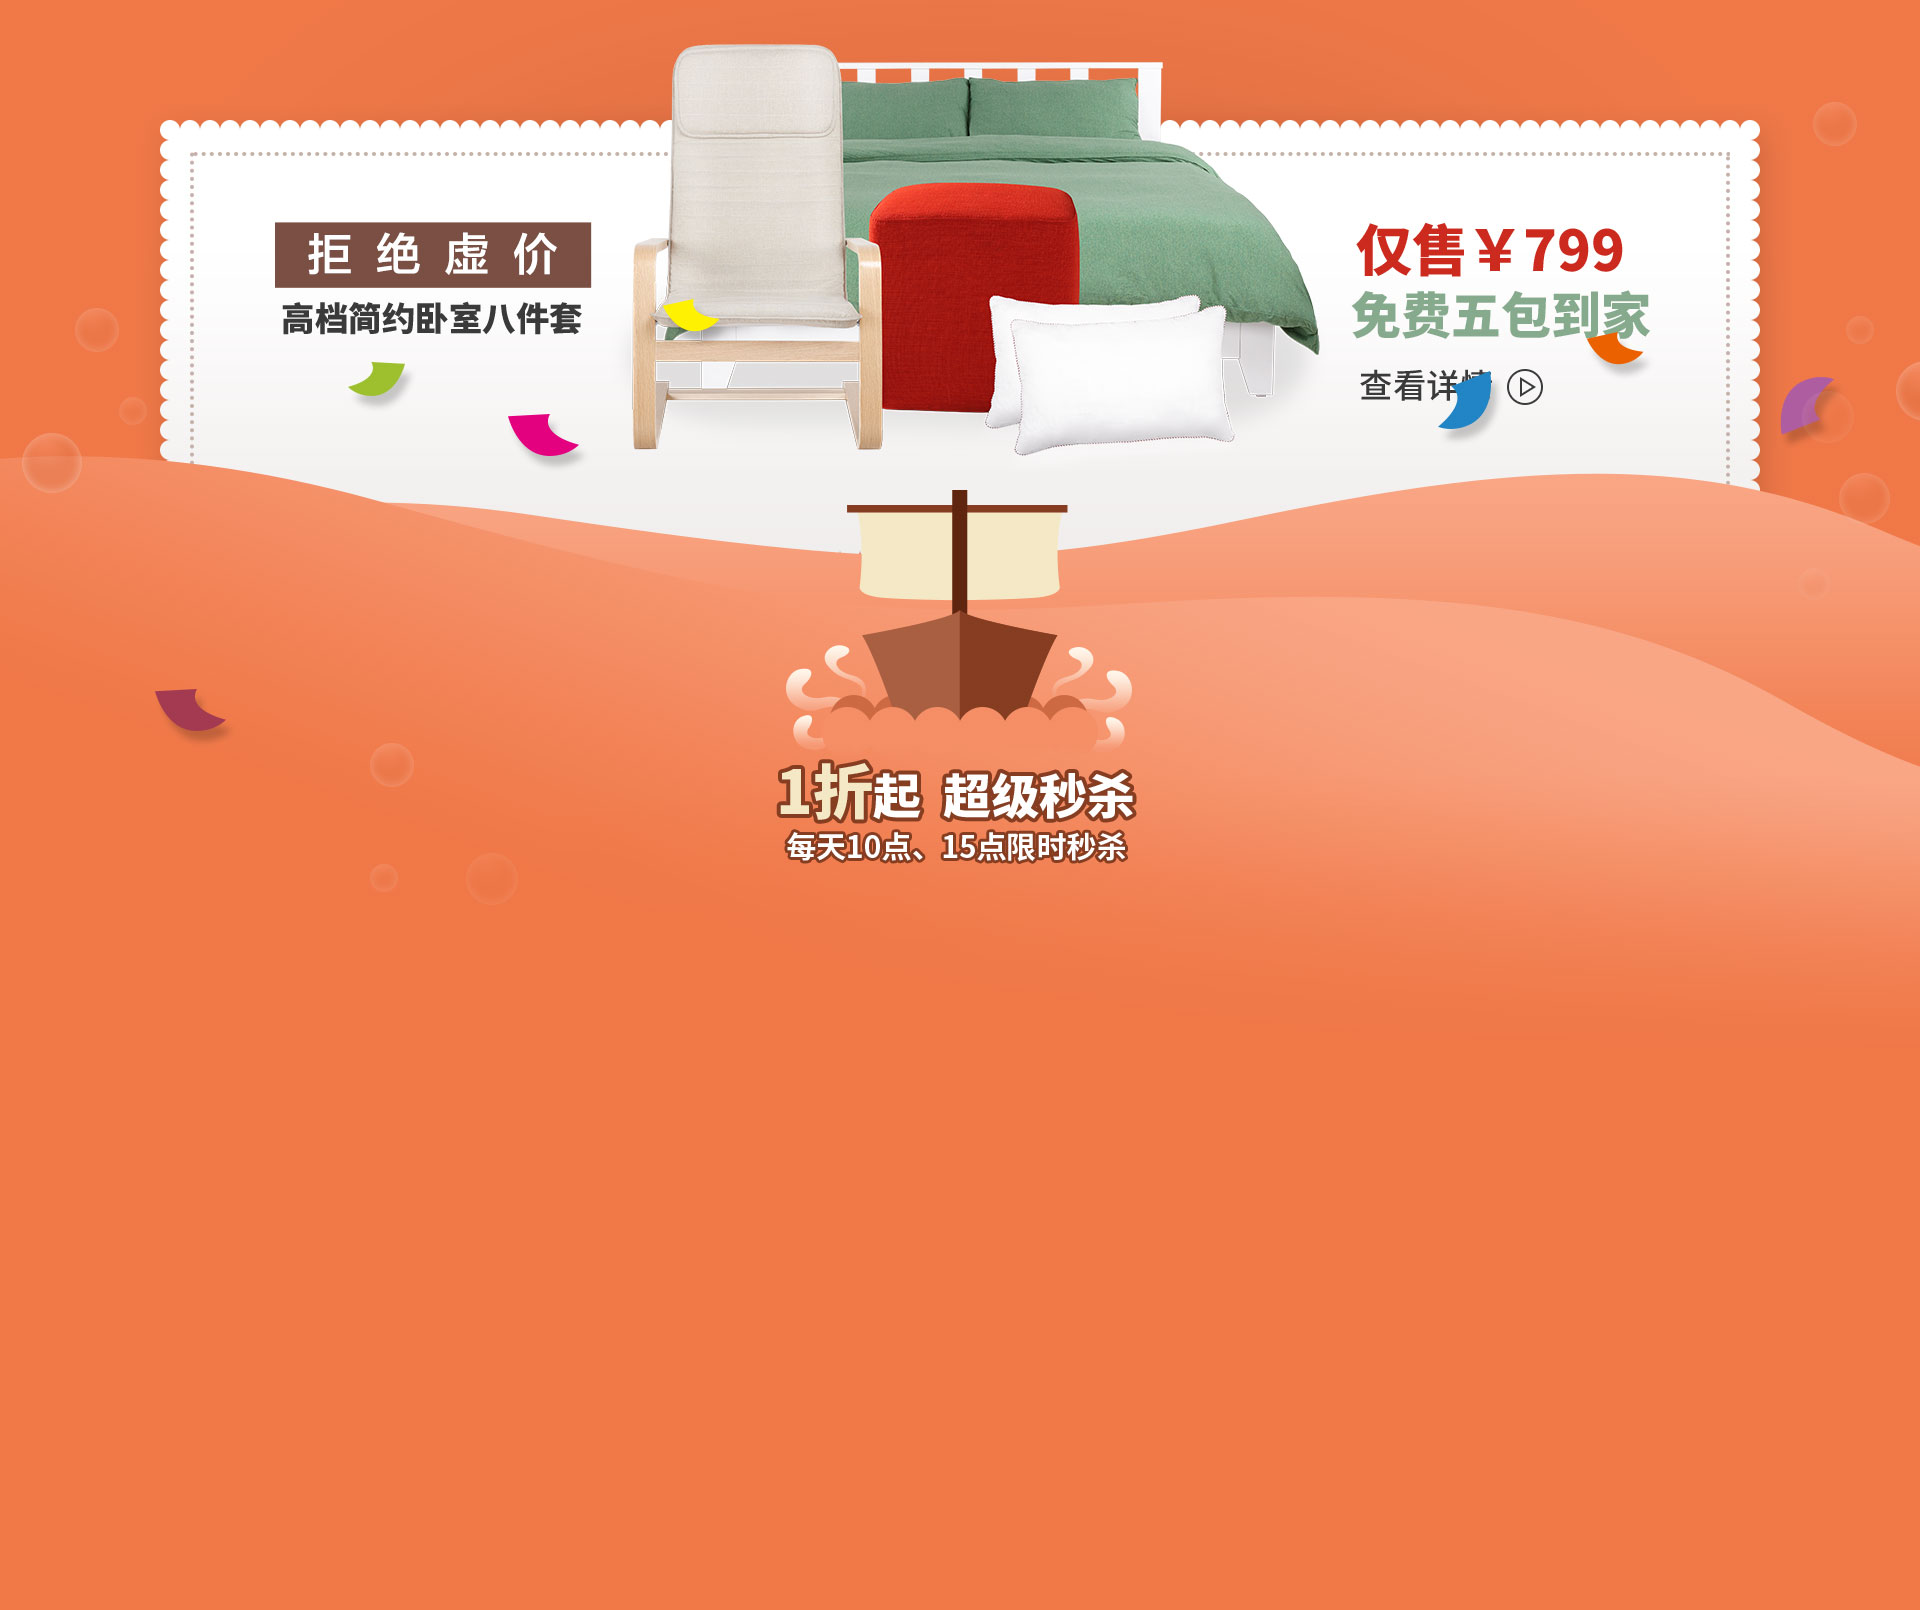 拒绝虚价
高档简约卧室八件套
仅售￥799
免费五包到家
查看详情
1折起 超级秒杀
每天10点、15点限时秒杀